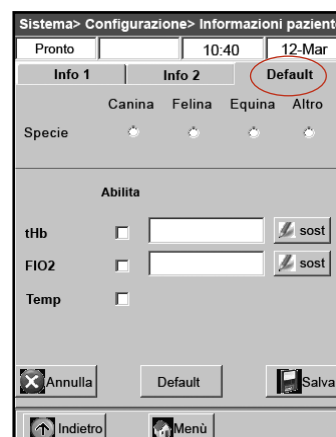 Sistema> Configurazione> Informazioni paziente
Pronto 10:40 12-Mar
Info 1 Info 2 Default
Canina Felina Equina Altro
Specie
Abilita
tHb sost
FIO2 sost
Temp
Annulla Default Salva
Indietro Menù